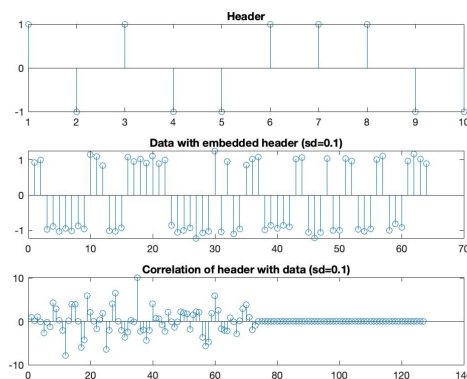 Header
1
0
-1
1 2 3 4 5 6 7 8 9 10
Data with embedded header (sd=0.1)
1
0
-1
0 10 20 30 40 50 60 70
Correlation of header with data (sd=0.1)
10
0
-10
0 20 40 60 80 100 120 140